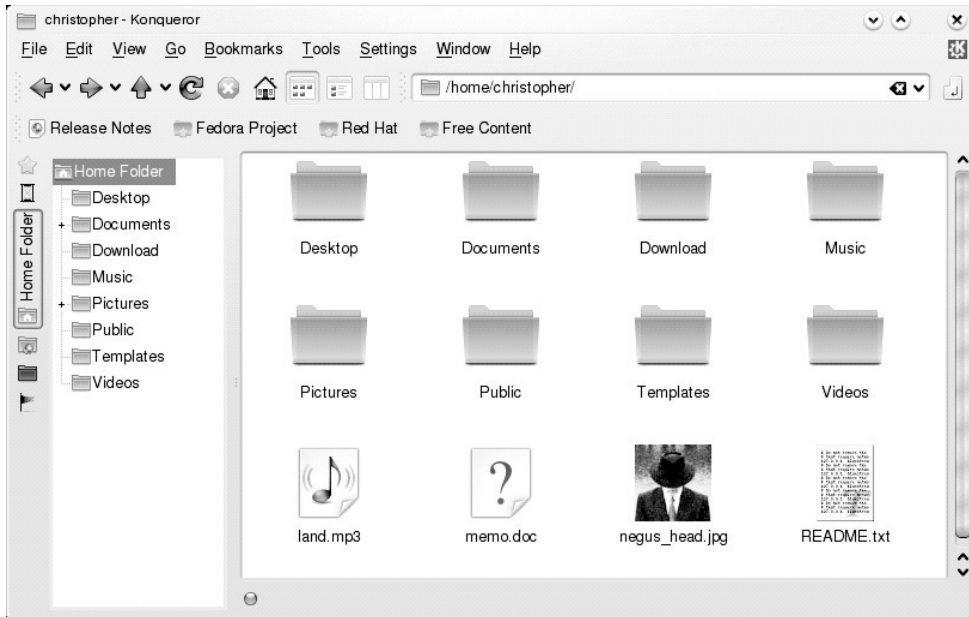 christopher - Konqueror
File Edit View Go Bookmarks Tools Settings Window Help
/home/christopher/
Release Notes Fedora Project Red Hat Free Content
Home Folder
Home Folder
Desktop
Documents
Download
Music
Pictures
Public
Templates
Videos
Desktop Documents Download Music
Pictures Public Templates Videos
land.mp3 memo.doc negus_head.jpg README.txt